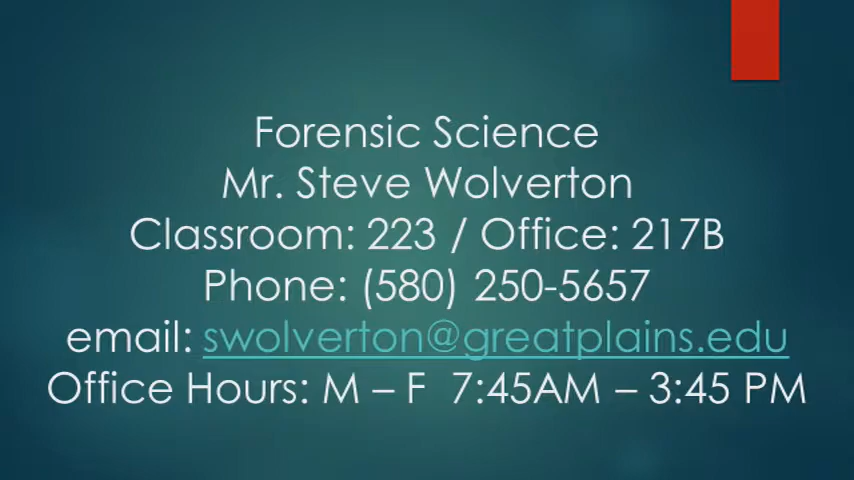 Forensic Science
Mr. Steve Wolverton
Classroom: 223 / Office: 217B
Phone: (580) 250-5657
email: swolverton@greatplains.edu
Office Hours: M – F  7:45AM – 3:45 PM